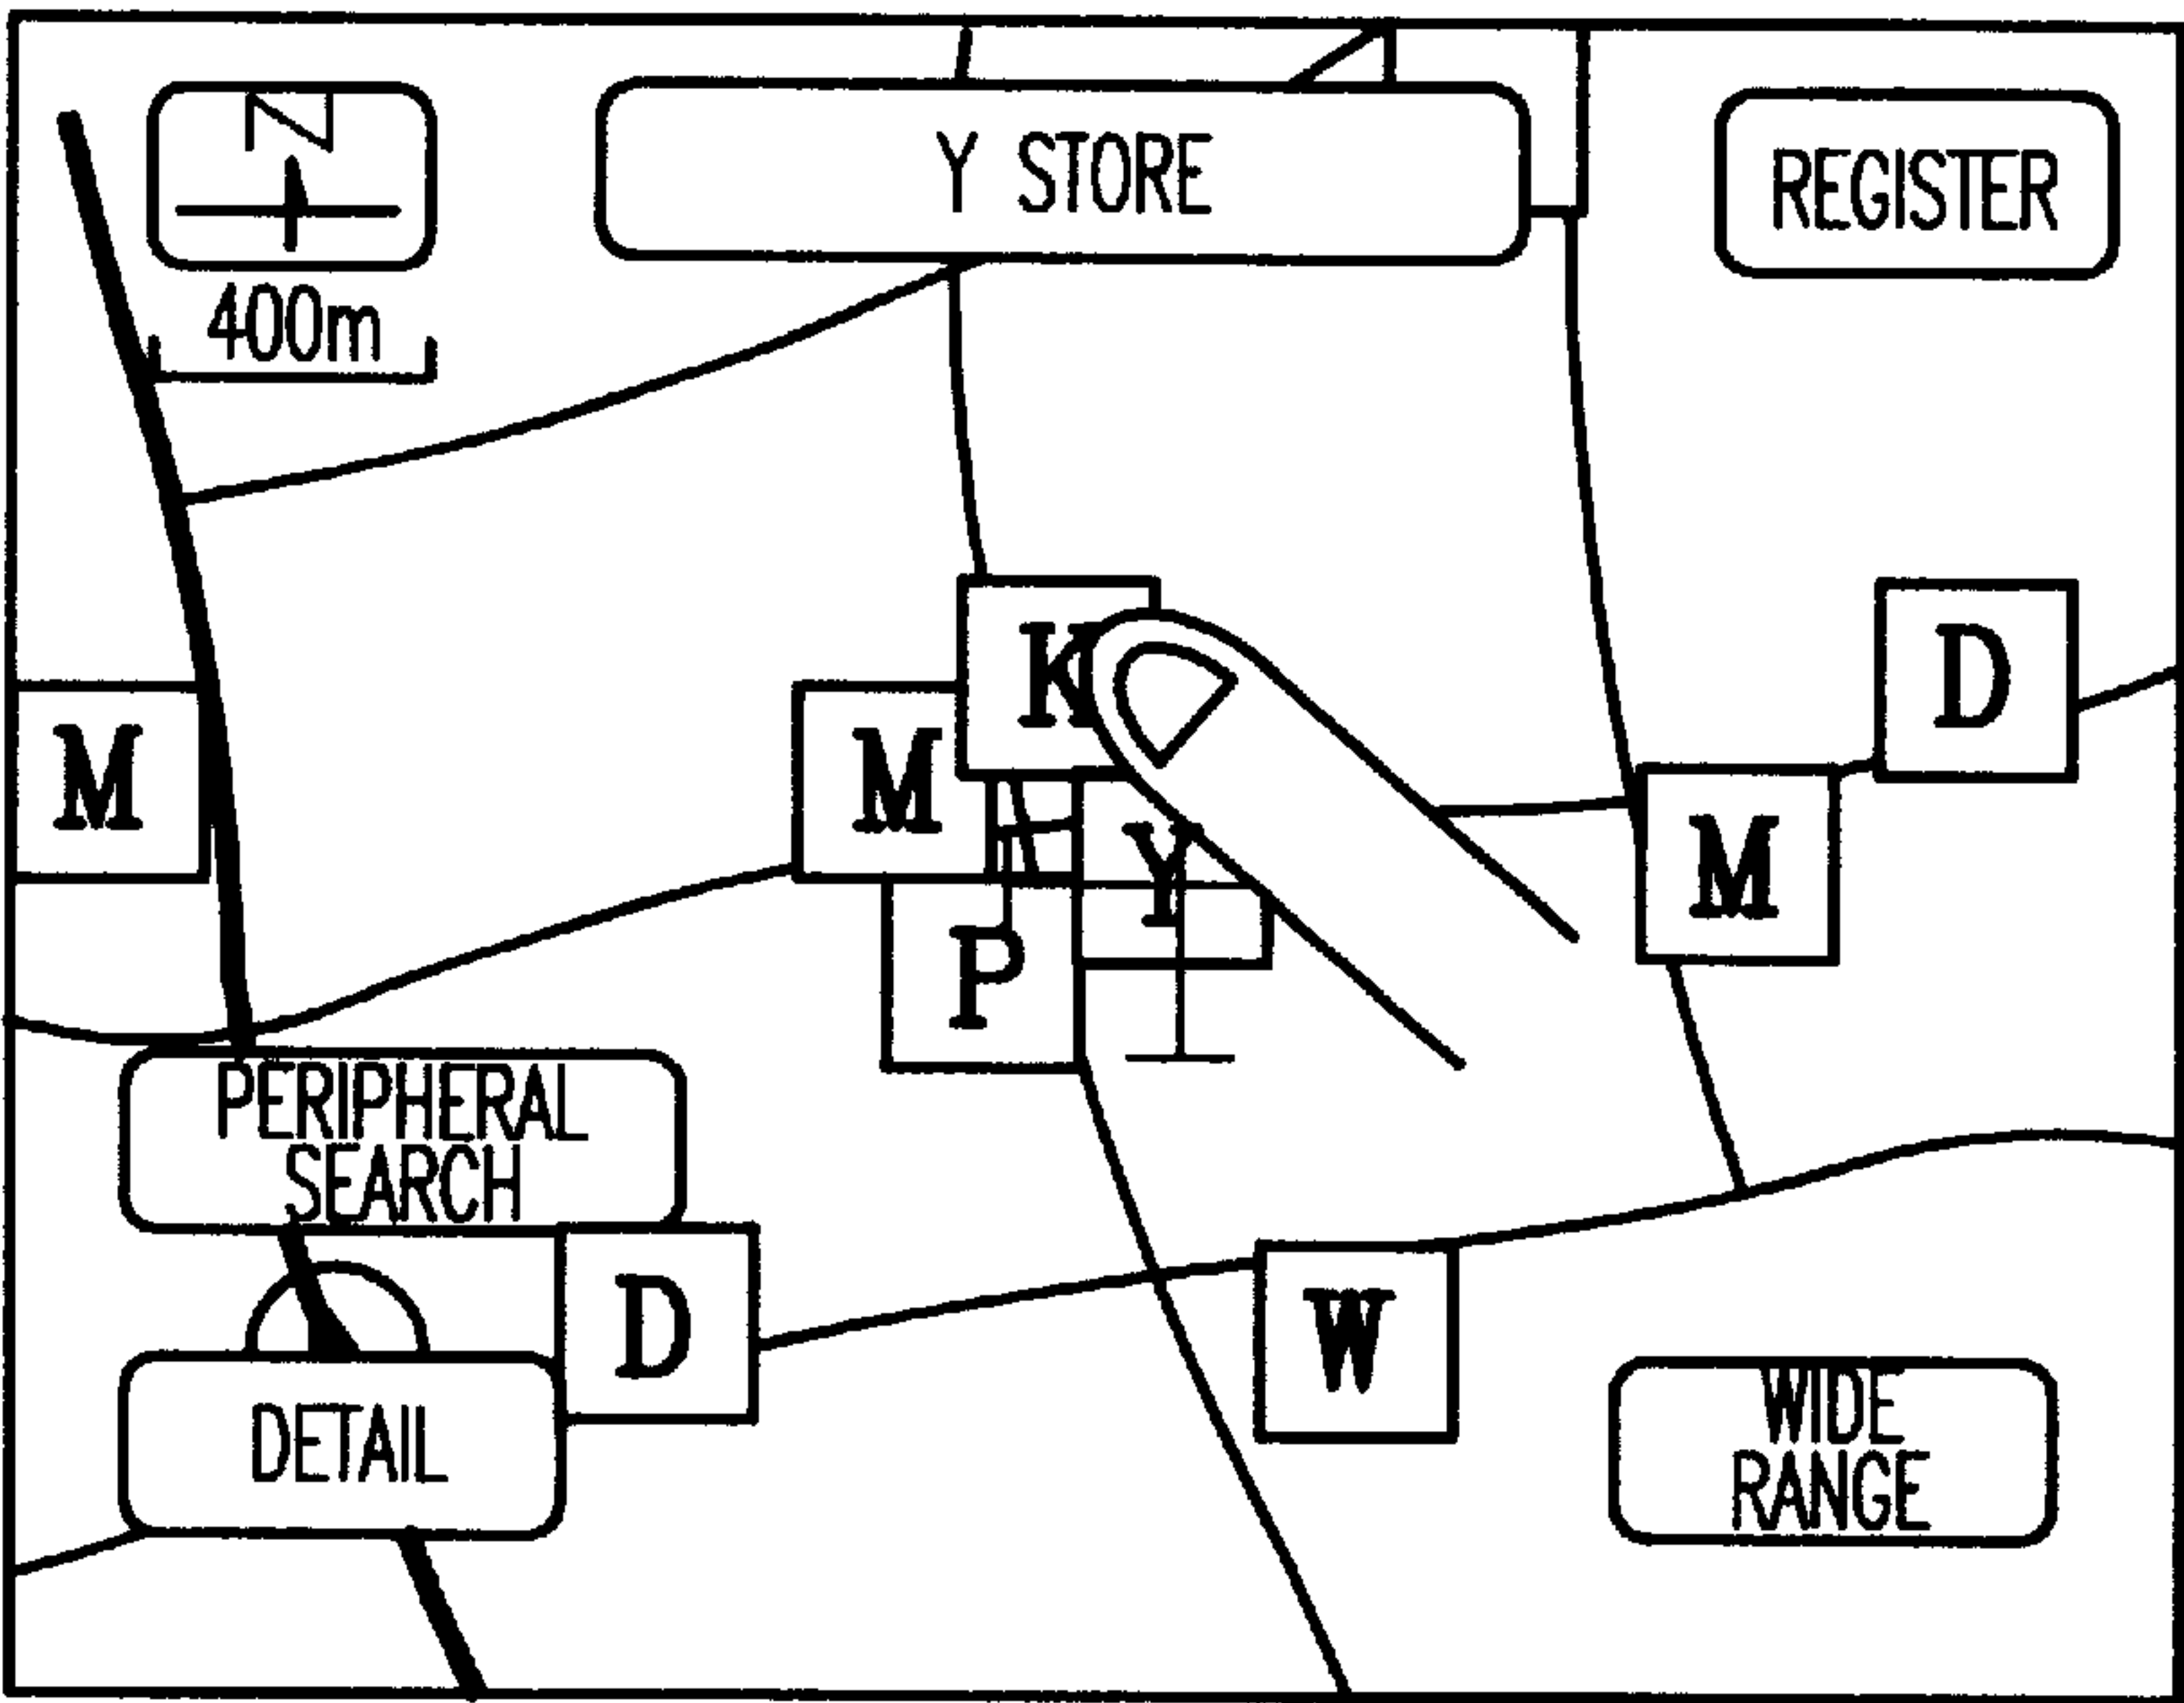 N
Y STORE
REGISTER
400m
K
D
M
M
Y
M
P
PERIPHERAL
SEARCH
D
W
DETAIL
WIDE
RANGE